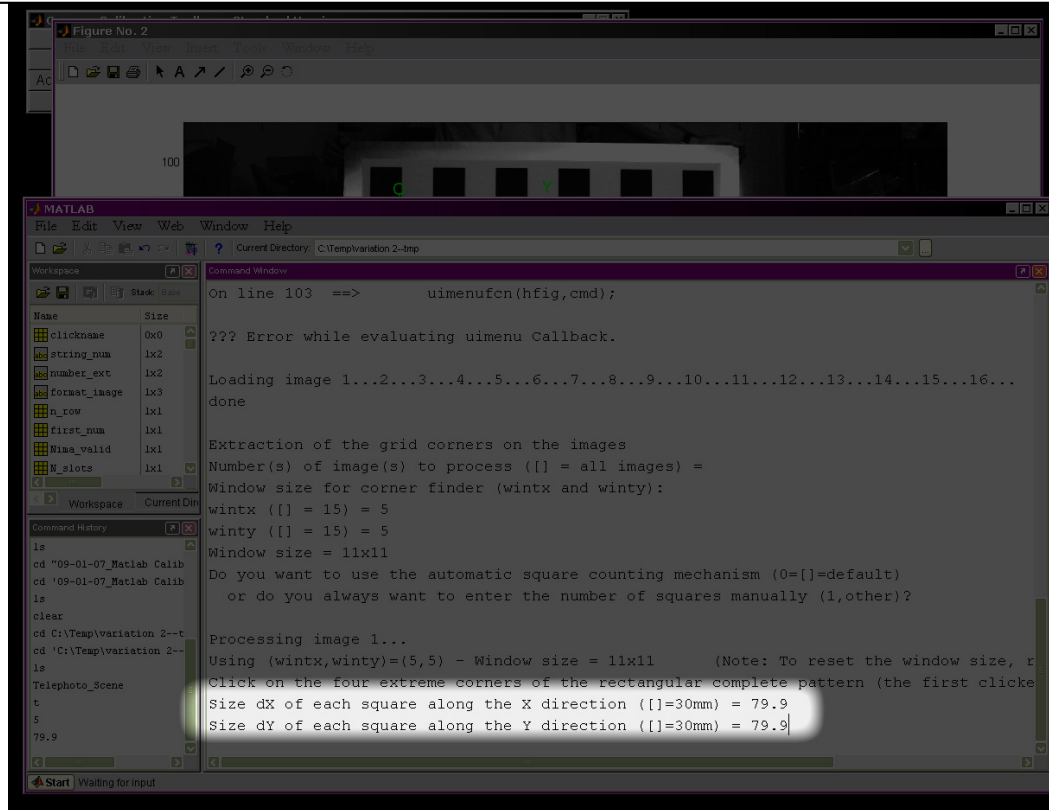 Figure No. 2
File Edit View Insert Tools Window Help
Ac
100
O
Y
MATLAB
File Edit View Web Window Help
Current Directory: C:\Temp\variation 2--tmp
Workspace
Stack: Base
Name Size
clickname 0x0
string_num 1x2
number_ext 1x2
format_image 1x3
n_row 1x1
first_num 1x1
Nima_valid 1x1
N_slots 1x1
Workspace Current Din
Command History
ls
cd "09-01-07_Matlab Calib
cd '09-01-07_Matlab Calib
ls
clear
cd C:\Temp\variation 2--t
cd 'C:\Temp\variation 2--
ls
Telephoto_Scene
t
5
79.9
Command Window
On line 103 ==> uimenufcn(hfig,cmd);
??? Error while evaluating uimenu Callback.
Loading image 1...2...3...4...5...6...7...8...9...10...11...12...13...14...15...16...
done
Extraction of the grid corners on the images
Number(s) of image(s) to process ([] = all images) =
Window size for corner finder (wintx and winty):
wintx ([] = 15) = 5
winty ([] = 15) = 5
Window size = 11x11
Do you want to use the automatic square counting mechanism (0=[]=default)
or do you always want to enter the number of squares manually (1,other)?
Processing image 1...
Using (wintx,winty)=(5,5) - Window size = 11x11 (Note: To reset the window size, r
Click on the four extreme corners of the rectangular complete pattern (the first clicke
Size dX of each square along the X direction ([]=30mm) = 79.9
Size dY of each square along the Y direction ([]=30mm) = 79.9
Start Waiting for input